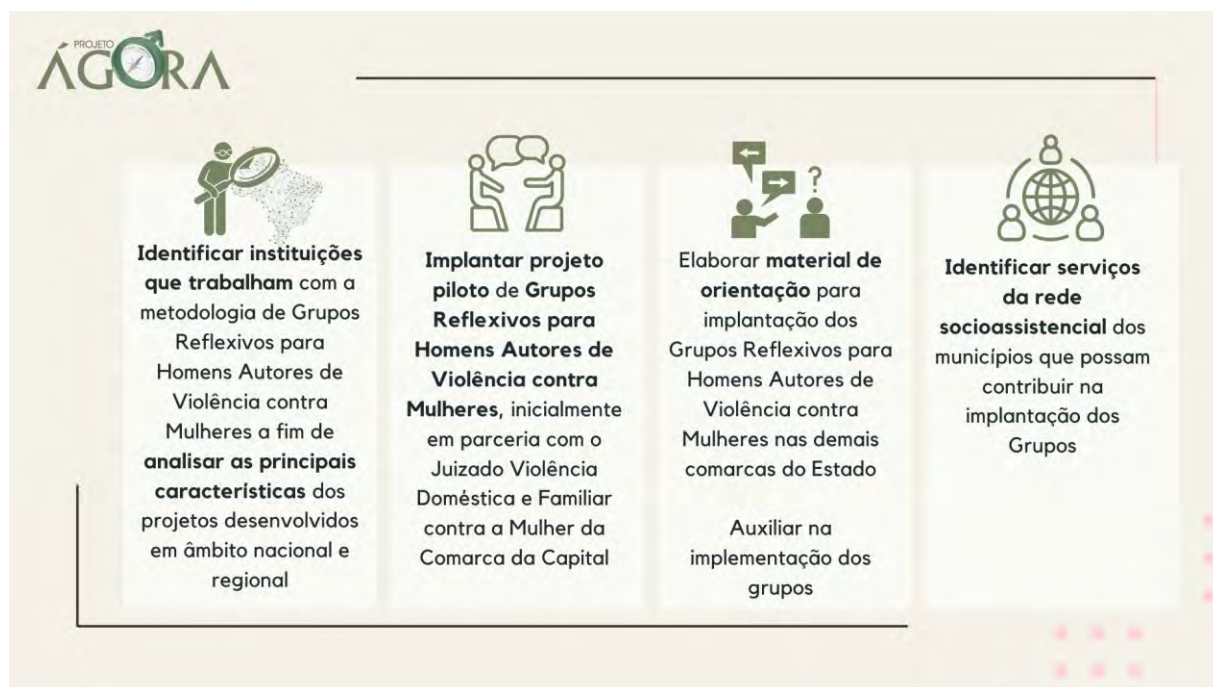 PROJETO
ÁGORA
Identificar instituições
que trabalham com a
metodologia de Grupos
Reflexivos para
Homens Autores de
Violência contra
Mulheres a fim de
analisar as principais
características dos
projetos desenvolvidos
em âmbito nacional e
regional
Implantar projeto
piloto de Grupos
Reflexivos para
Homens Autores de
Violência contra
Mulheres, inicialmente
em parceria com o
Juizado Violência
Doméstica e Familiar
contra a Mulher da
Comarca da Capital
?
Elaborar material de
orientação para
implantação dos
Grupos Reflexivos para
Homens Autores de
Violência contra
Mulheres nas demais
comarcas do Estado
Auxiliar na
implementação dos
grupos
Identificar serviços
da rede
socioassistencial dos
municípios que possam
contribuir na
implantação dos
Grupos